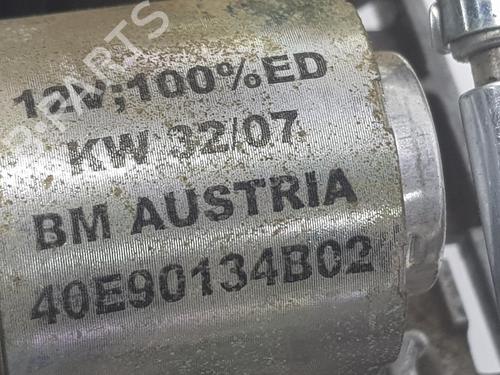 12V;100%ED
KW 32/07
BM AUSTRIA
40E90134B02